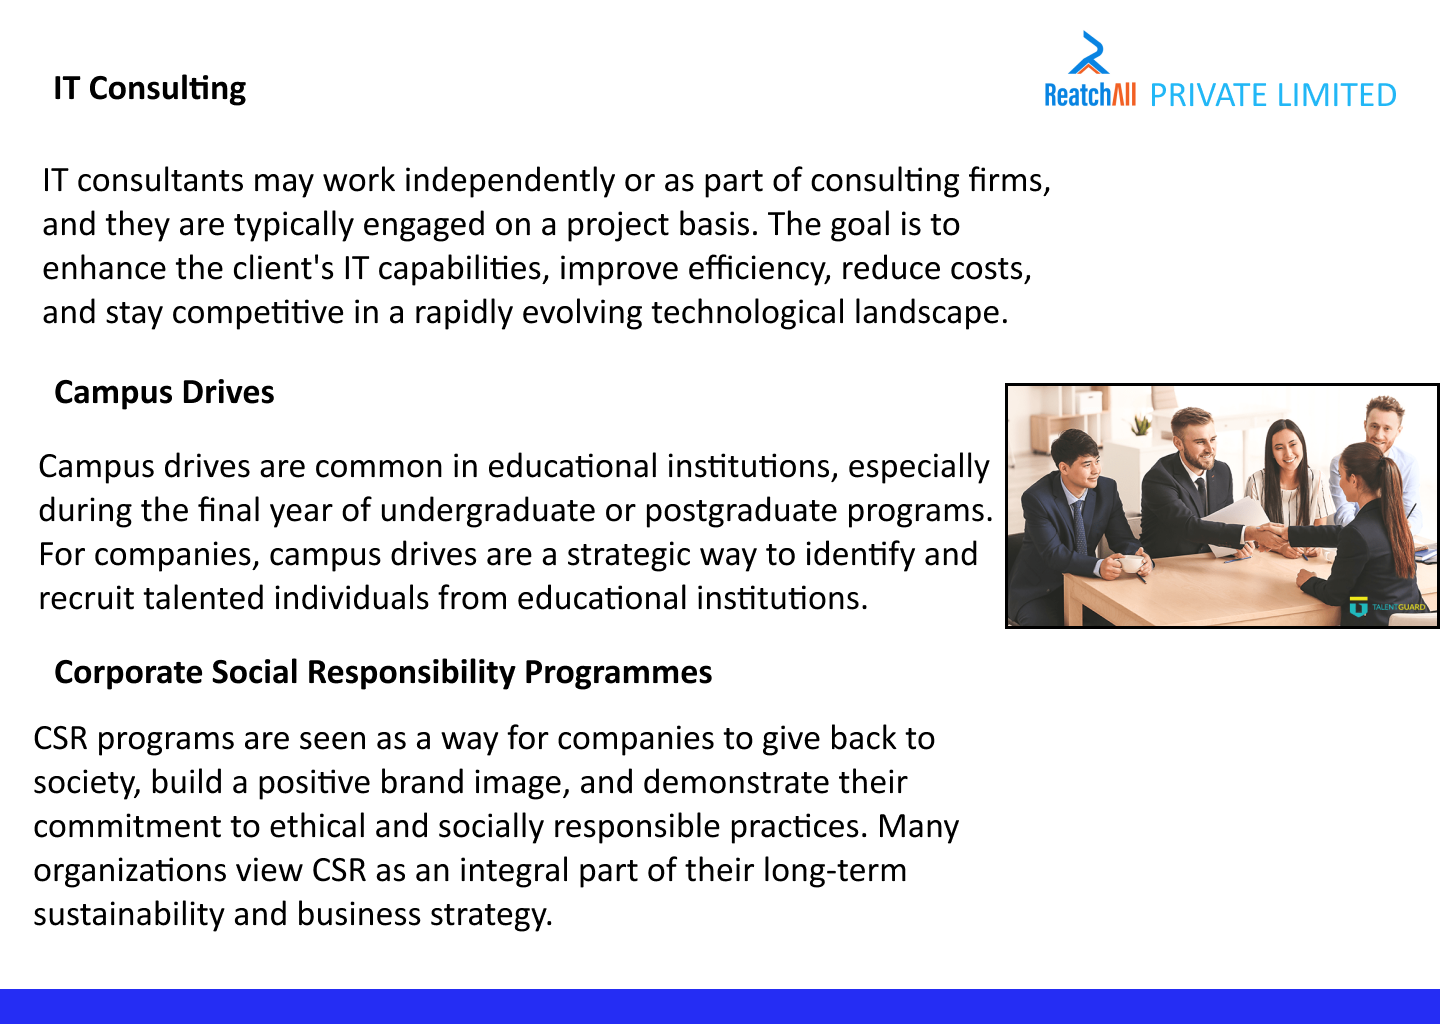 IT Consulting
ReatchAll PRIVATE LIMITED
IT consultants may work independently or as part of consulting firms,
and they are typically engaged on a project basis. The goal is to
enhance the client's IT capabilities, improve efficiency, reduce costs,
and stay competitive in a rapidly evolving technological landscape.
Campus Drives
Campus drives are common in educational institutions, especially
during the final year of undergraduate or postgraduate programs.
For companies, campus drives are a strategic way to identify and
recruit talented individuals from educational institutions.
TALENTGUARD
Corporate Social Responsibility Programmes
CSR programs are seen as a way for companies to give back to
society, build a positive brand image, and demonstrate their
commitment to ethical and socially responsible practices. Many
organizations view CSR as an integral part of their long-term
sustainability and business strategy.